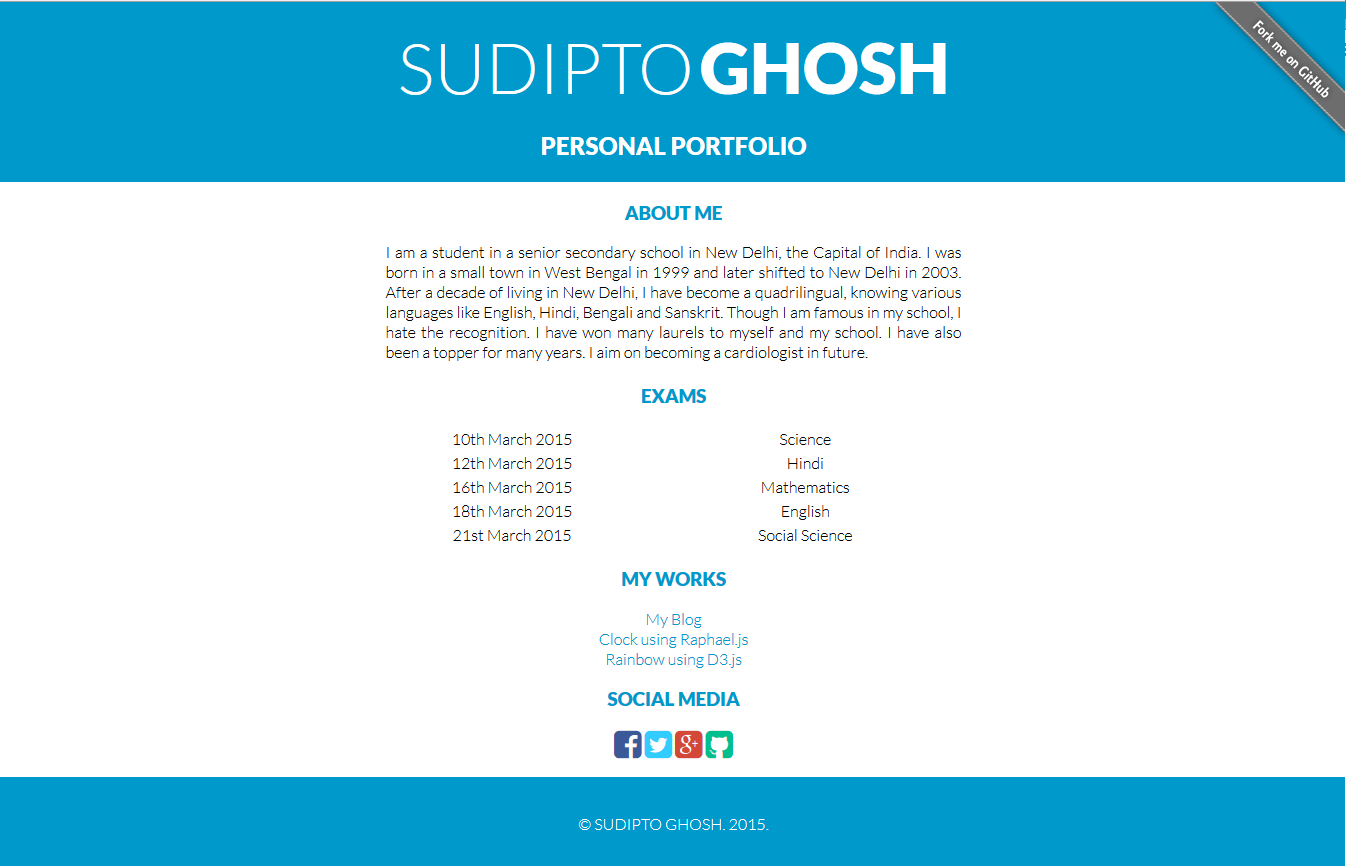 SUDIPTO GHOSH
Fork me on GitHub
PERSONAL PORTFOLIO
ABOUT ME
I am a student in a senior secondary school in New Delhi, the Capital of India. I was
born in a small town in West Bengal in 1999 and later shifted to New Delhi in 2003.
After a decade of living in New Delhi, I have become a quadrilingual, knowing various
languages like English, Hindi, Bengali and Sanskrit. Though I am famous in my school, I
hate the recognition. I have won many laurels to myself and my school. I have also
been a topper for many years. I aim on becoming a cardiologist in future.
EXAMS
10th March 2015 Science
12th March 2015 Hindi
16th March 2015 Mathematics
18th March 2015 English
21st March 2015 Social Science
MY WORKS
My Blog
Clock using Raphael.js
Rainbow using D3.js
SOCIAL MEDIA
© SUDIPTO GHOSH. 2015.